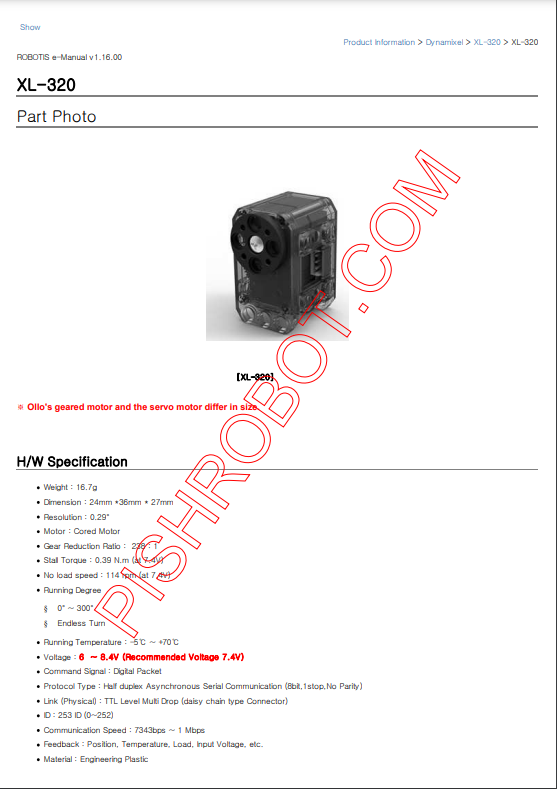 Show
Product Information > Dynamixel > XL-320 > XL-320
ROBOTIS e-Manual v1.16.00
XL-320
Part Photo
[XL-320]
※ Ollo's geared motor and the servo motor differ in size
H/W Specification
• Weight : 16.7g
• Dimension : 24mm *36mm * 27mm
• Resolution : 0.29°
• Motor : Cored Motor
• Gear Reduction Ratio : 238 : 1
• Stall Torque : 0.39 N.m (at 7.4V)
• No load speed : 114 rpm (at 7.4V)
• Running Degree
§ 0° ~ 300°
§ Endless Turn
• Running Temperature : -5℃ ~ +70℃
• Voltage : 6 ~ 8.4V (Recommended Voltage 7.4V)
• Command Signal : Digital Packet
• Protocol Type : Half duplex Asynchronous Serial Communication (8bit,1stop,No Parity)
• Link (Physical) : TTL Level Multi Drop (daisy chain type Connector)
• ID : 253 ID (0~252)
• Communication Speed : 7343bps ~ 1 Mbps
• Feedback : Position, Temperature, Load, Input Voltage, etc.
• Material : Engineering Plastic
PISHROBOT.COM